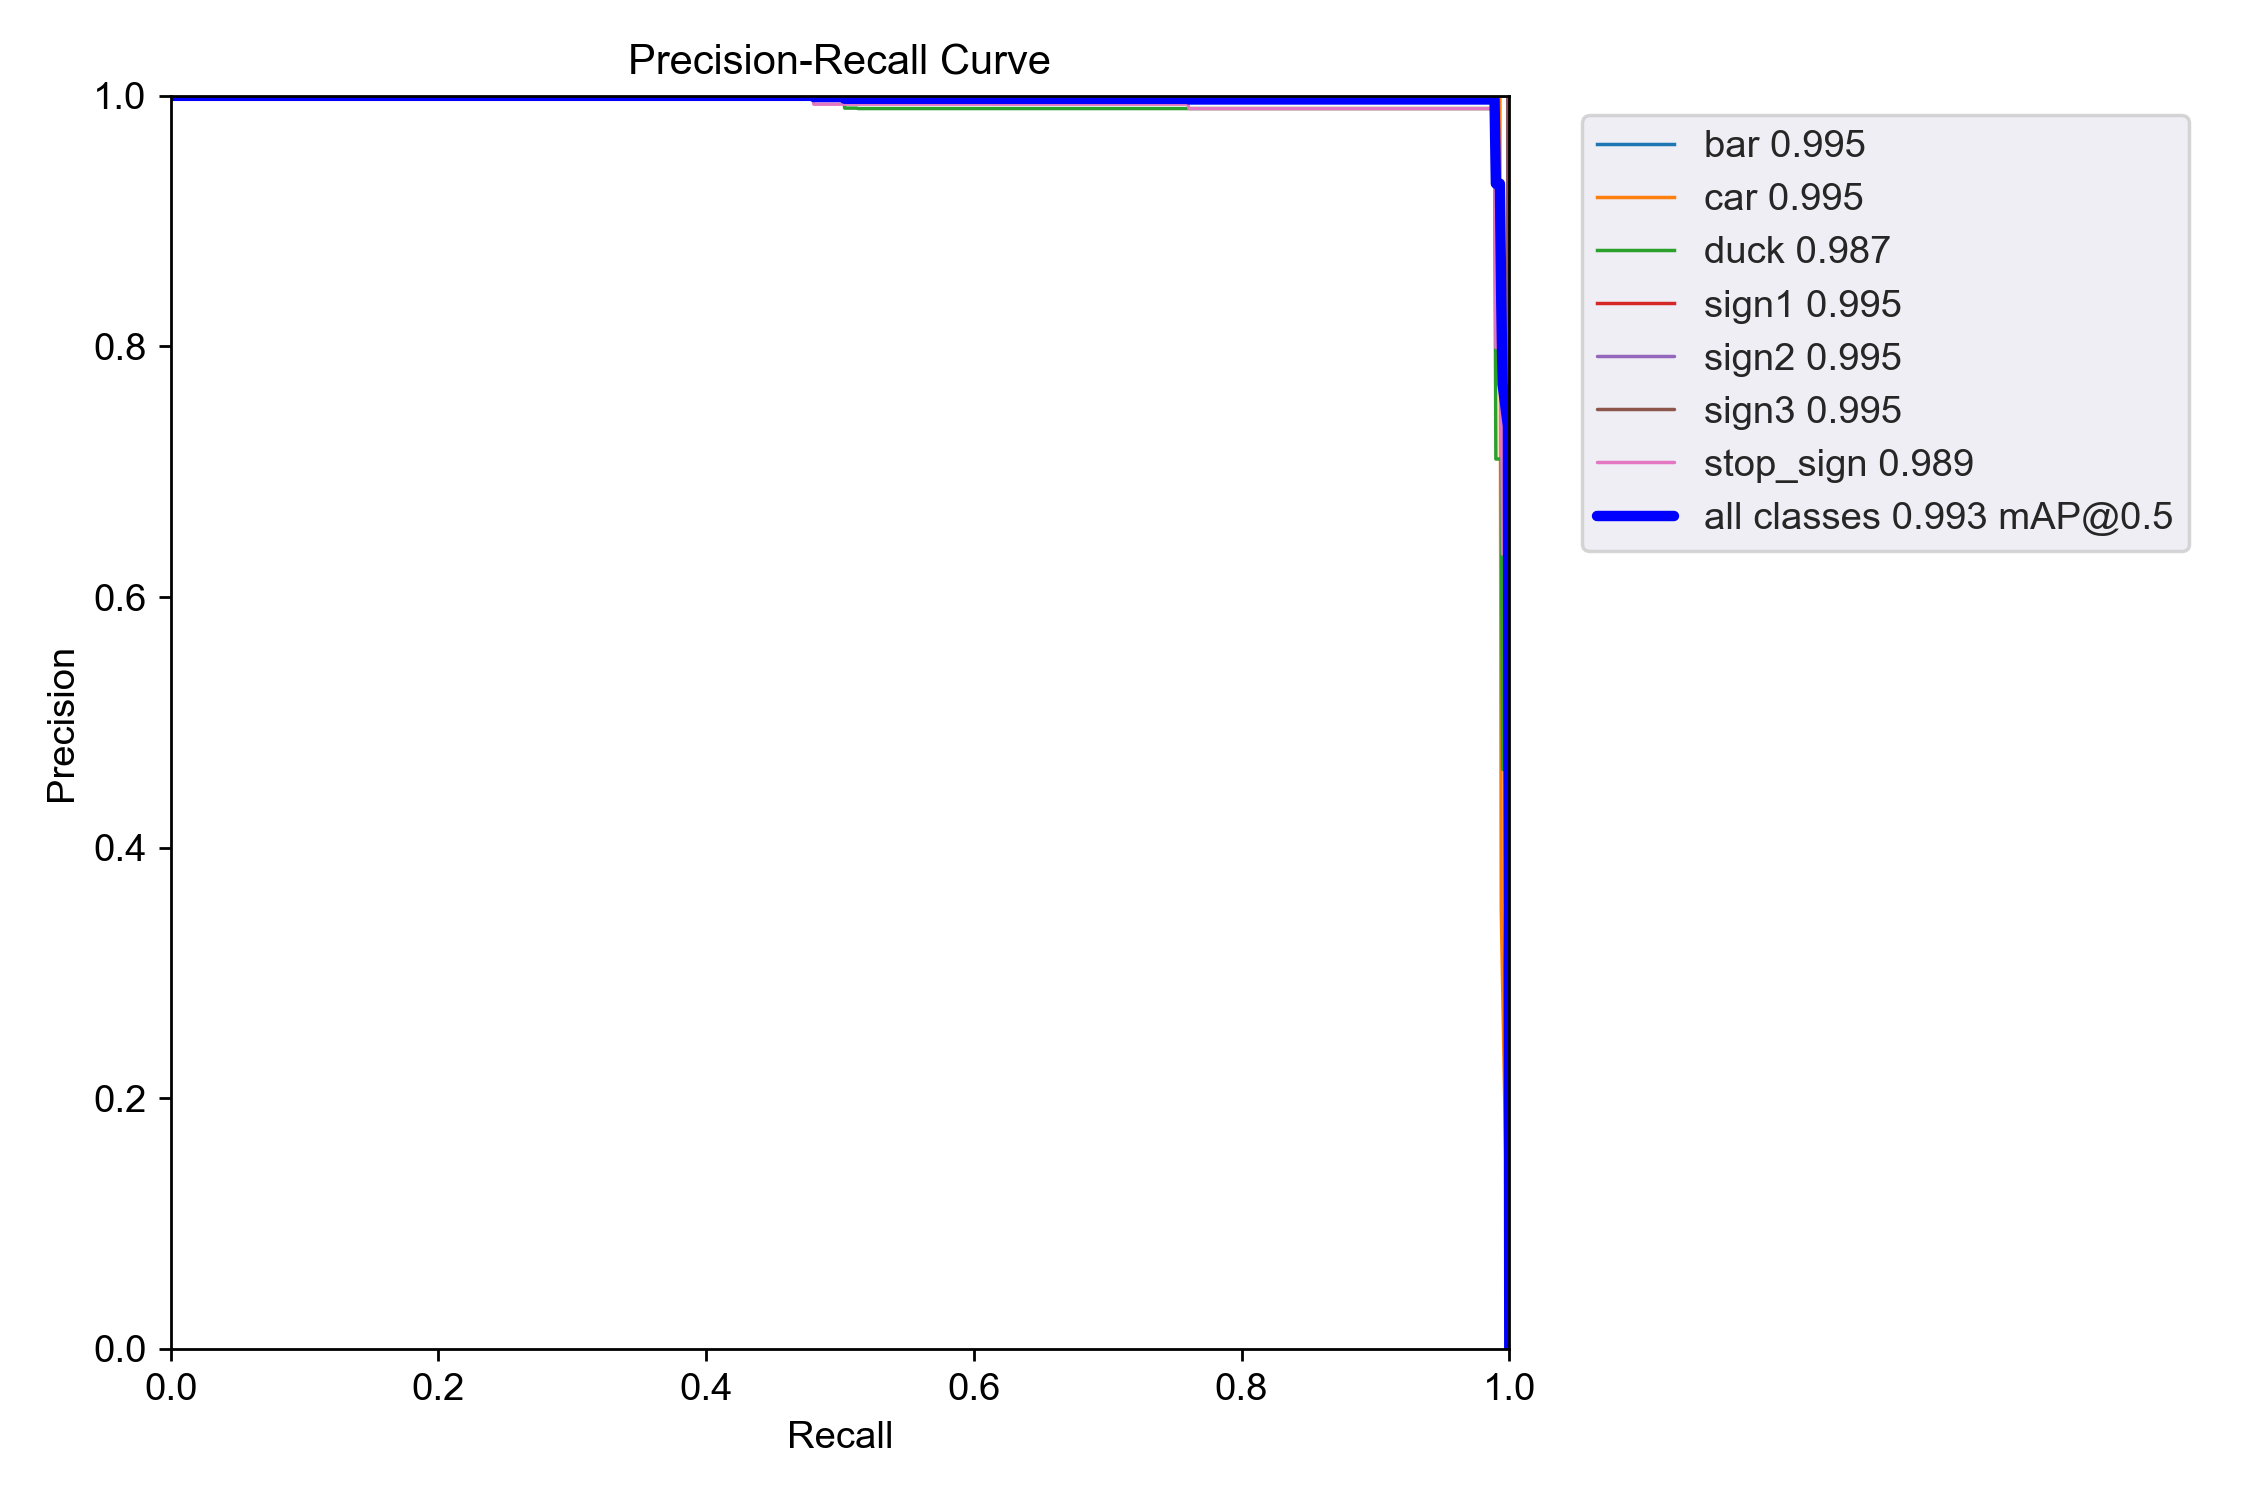 Precision-Recall Curve
1.0
0.8
0.6
0.4
0.2
0.0
Precision
0.0 0.2 0.4 0.6 0.8 1.0
Recall
bar 0.995
car 0.995
duck 0.987
sign1 0.995
sign2 0.995
sign3 0.995
stop_sign 0.989
all classes 0.993 mAP@0.5